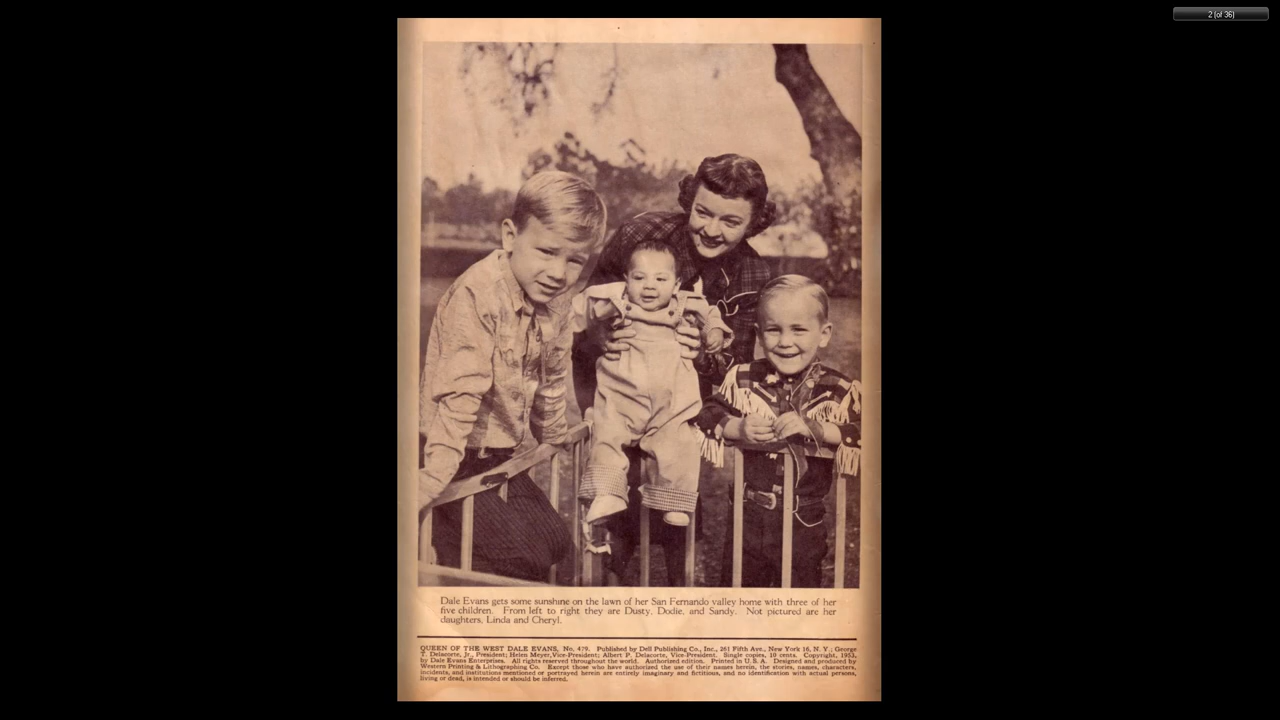 2 (of 36)
Dale Evans gets some sunshine on the lawn of her San Fernando valley home with three of her
five children. From left to right they are Dusty, Dodie, and Sandy. Not pictured are her
daughters, Linda and Cheryl.
QUEEN OF THE WEST DALE EVANS, No. 479. Published by Dell Publishing Co., Inc., 261 Fifth Ave., New York 16, N. Y.; George
T. Delacorte, Jr., President; Helen Meyer, Vice-President; Albert P. Delacorte, Vice-President. Single copies, 10 cents. Copyright, 1953,
by Dale Evans Enterprises. All rights reserved throughout the world. Authorized edition. Printed in U. S. A. Designed and produced by
Western Printing & Lithographing Co. Except those who have authorized the use of their names herein, the stories, names, characters,
incidents, and institutions mentioned or portrayed herein are entirely imaginary and fictitious, and no identification with actual persons,
living or dead, is intended or should be inferred.